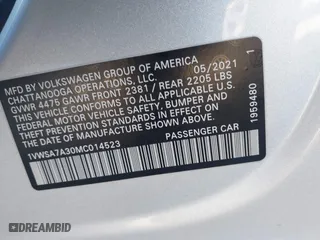 MFD BY VOLKSWAGEN GROUP OF AMERICA
CHATTANOOGA OPERATIONS, LLC. 05/2021 1
GVWR 4475 GAWR FRONT 2381 / REAR 2205 LBS
THIS VEHICLE CONFORMS TO ALL APPLICABLE
FEDERAL MOTOR VEHICLE SAFETY, BUMPER AND
THEFT PREVENTION STANDARDS IN EFFECT ON THE
DATE OF MANUFACTURE SHOWN ABOVE.
1VWSA7A30MC014523 PASSENGER CAR
1959480
DISCLAIMER
AUTOBIDMASTER